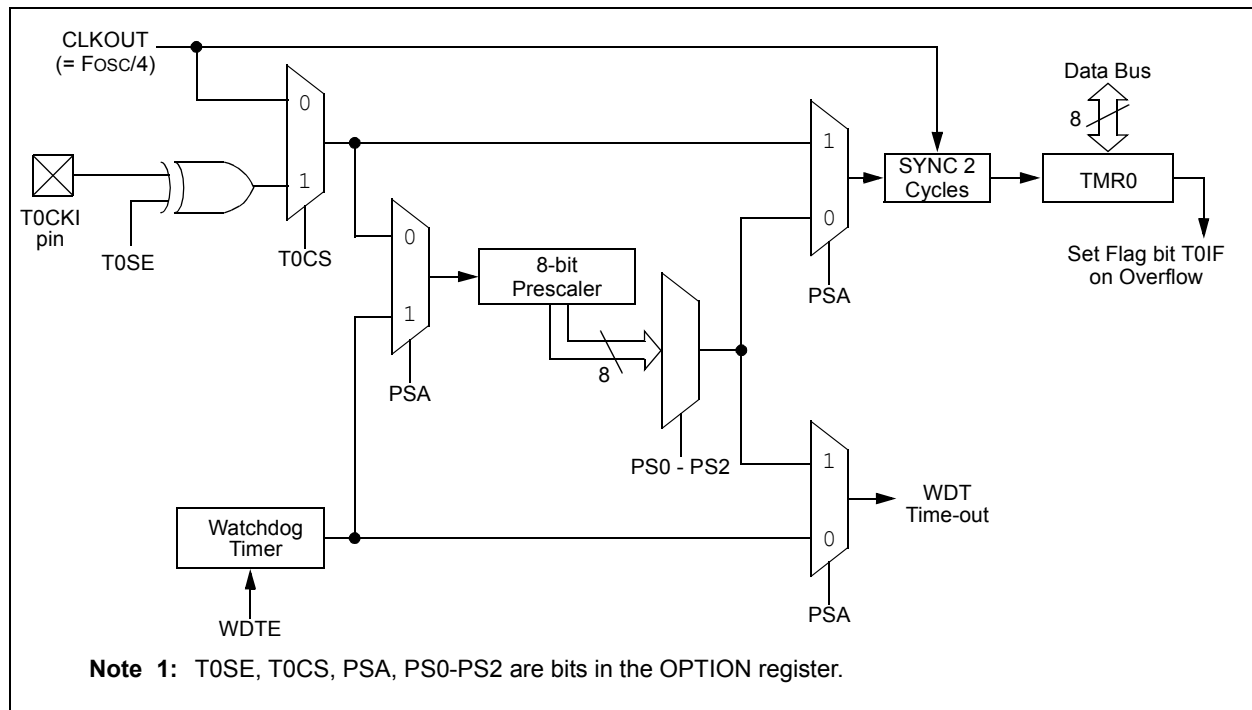 CLKOUT
(= FOSC/4)
Data Bus
8
0
1
1
0
SYNC 2
Cycles
TMR0
T0CKI
pin
T0SE
T0CS
0
1
8-bit
Prescaler
PSA
Set Flag bit T0IF
on Overflow
PSA
8
PS0 - PS2
1
0
WDT
Time-out
Watchdog
Timer
PSA
WDTE
Note 1: T0SE, T0CS, PSA, PS0-PS2 are bits in the OPTION register.